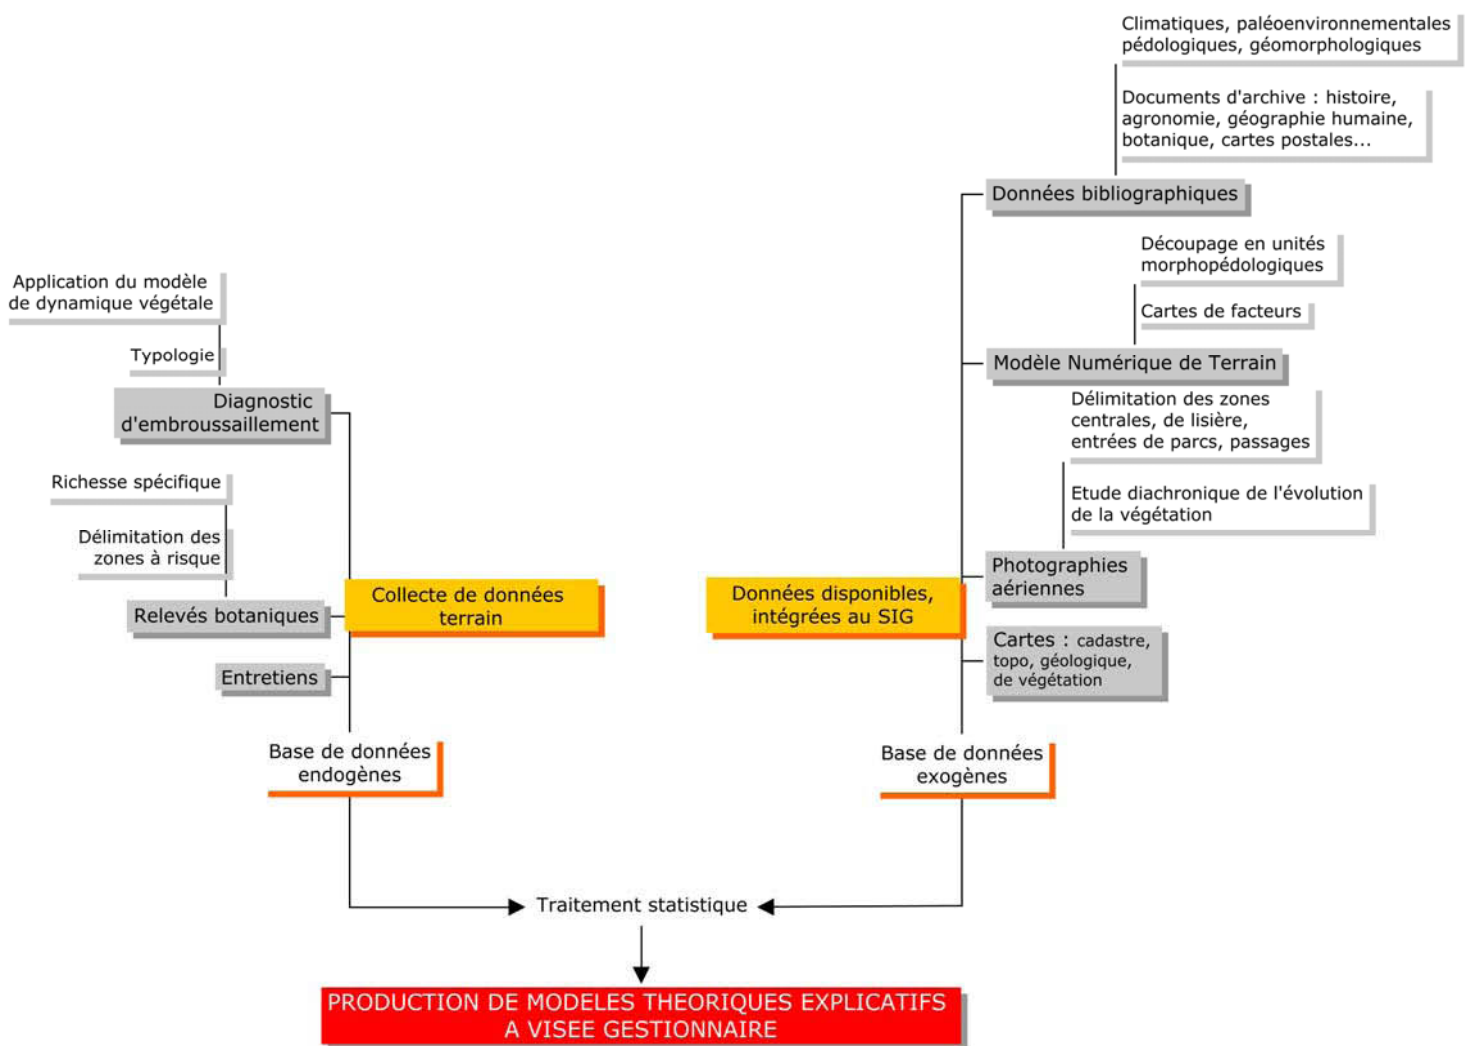 Climatiques, paléoenvironnementales
pédologiques, géomorphologiques
Documents d'archive : histoire,
agronomie, géographie humaine,
botanique, cartes postales...
Données bibliographiques
Découpage en unités
morphopédologiques
Cartes de facteurs
Modèle Numérique de Terrain
Délimitation des zones
centrales, de lisière,
entrées de parcs, passages
Etude diachronique de l'évolution
de la végétation
Photographies
aériennes
Données disponibles,
intégrées au SIG
Cartes : cadastre,
topo, géologique,
de végétation
Base de données
exogènes
Application du modèle
de dynamique végétale
Typologie
Diagnostic
d'embroussaillement
Richesse spécifique
Délimitation des
zones à risque
Relevés botaniques
Collecte de données
terrain
Entretiens
Base de données
endogènes
Traitement statistique
PRODUCTION DE MODELES THEORIQUES EXPLICATIFS
A VISEE GESTIONNAIRE